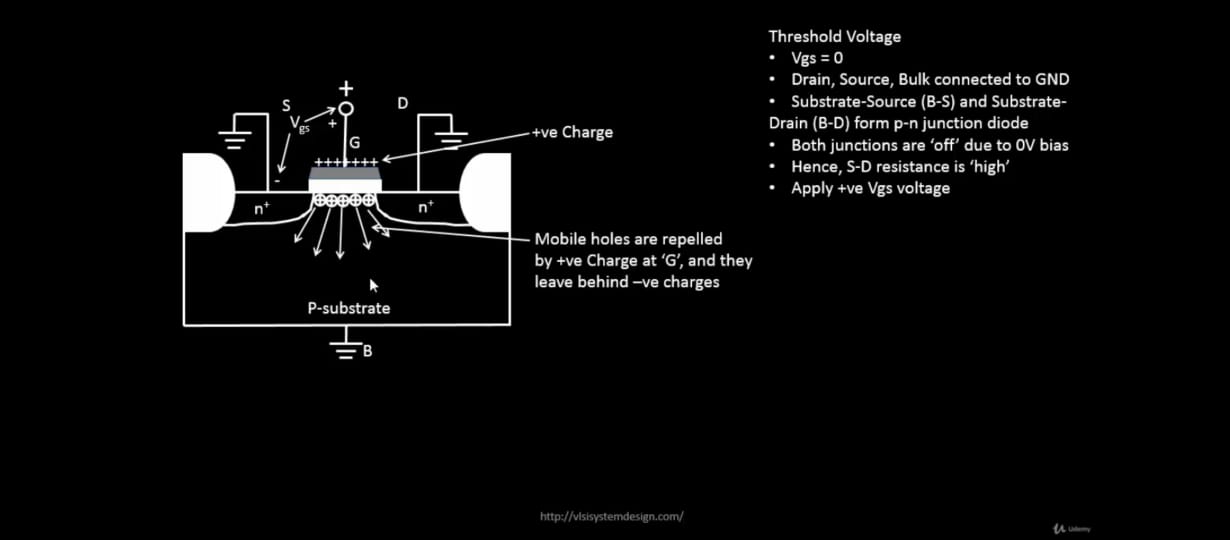 Threshold Voltage
• Vgs = 0
• Drain, Source, Bulk connected to GND
• Substrate-Source (B-S) and Substrate-
Drain (B-D) form p-n junction diode
• Both junctions are ‘off’ due to 0V bias
• Hence, S-D resistance is ‘high’
• Apply +ve Vgs voltage
+
S
D
Vgs
+
G
+++++++
+ve Charge
-
n+
n+
Mobile holes are repelled
by +ve Charge at ‘G’, and they
leave behind –ve charges
P-substrate
B
http://vlsisystemdesign.com/
Udemy